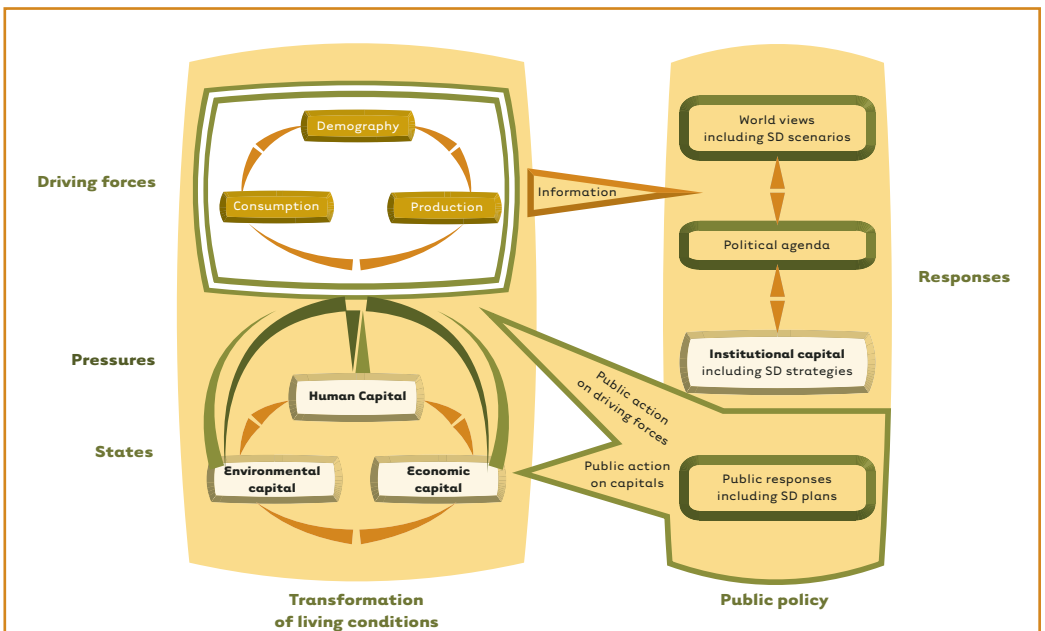 Driving forces
Demography
Consumption
Production
Information
World views
including SD scenarios
Political agenda
Responses
Pressures
Institutional capital
including SD strategies
Human Capital
Public action
on driving forces
States
Environmental
capital
Economic
capital
Public action
on capitals
Public responses
including SD plans
Transformation
of living conditions
Public policy